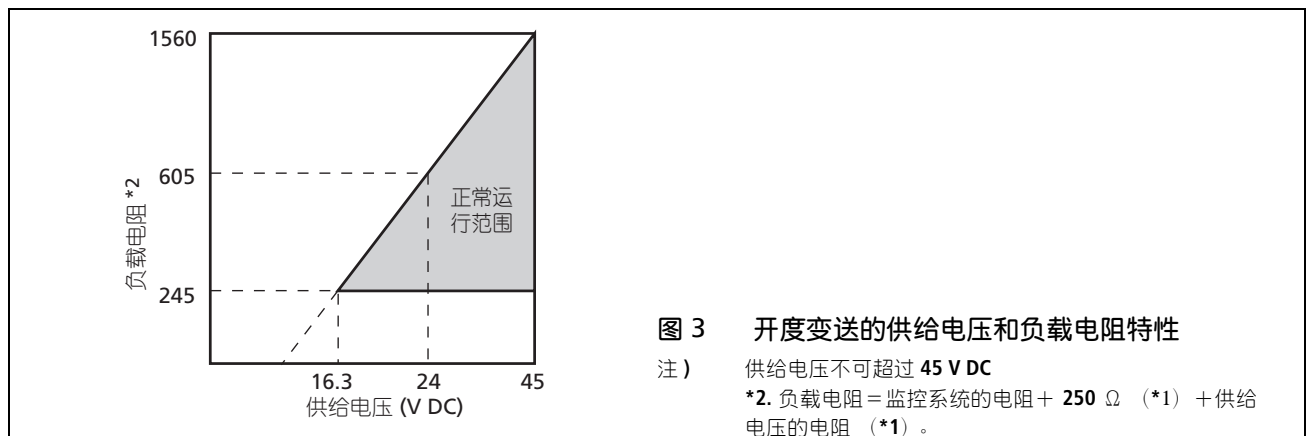 1560
605
245
负载电阻 *2
正常运
行范围
16.3 24 45
供给电压 (V DC)
图 3 开度变送的供给电压和负载电阻特性
注 ) 供给电压不可超过 45 V DC
*2. 负载电阻＝监控系统的电阻＋ 250 Ω （*1）＋供给
电压的电阻 （*1）。